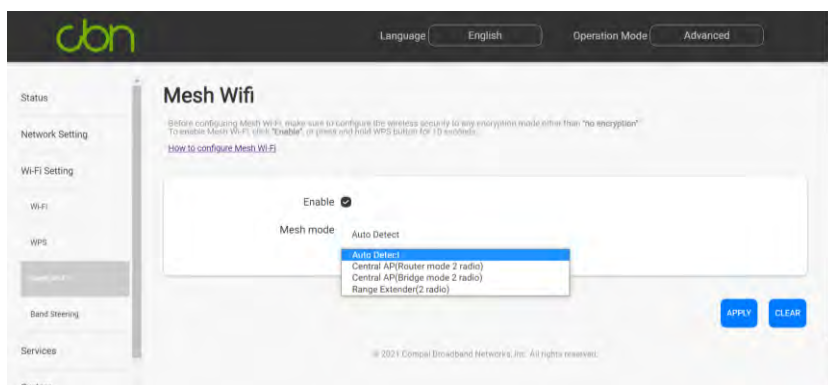 cbn
Language English Operation Mode Advanced
Status
Network Setting
Wi-Fi Setting
Wi-Fi
WPS
Band Steering
Services
Mesh Wifi
Before configuring Mesh Wi-Fi, make sure to configure the wireless security to any encryption mode other than "no encryption".
To enable Mesh Wi-Fi, click "Enable", or press and hold WPS button for 10 seconds.
How to configure Mesh Wi-Fi
Enable
Mesh mode Auto Detect
Auto Detect
Central AP(Router mode 2 radio)
Central AP(Bridge mode 2 radio)
Range Extender(2 radio)
APPLY CLEAR
© 2021 Compal Broadband Networks, Inc. All rights reserved.